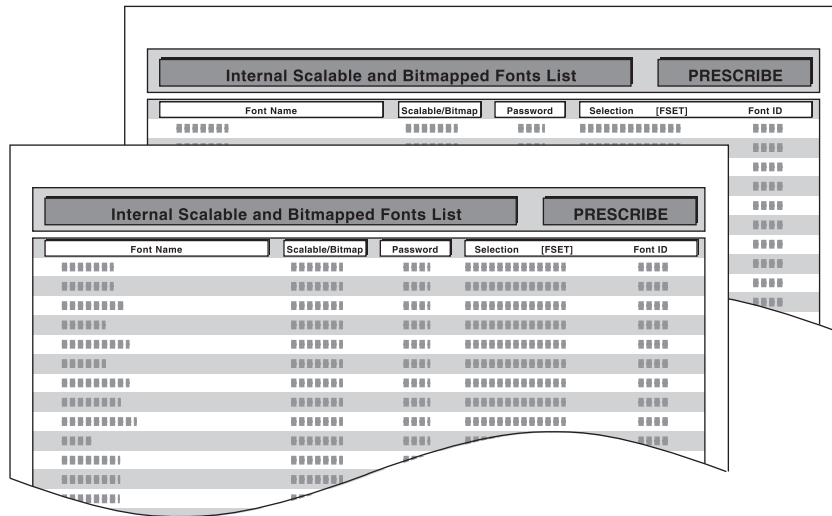 Internal Scalable and Bitmapped Fonts List PRESCRIBE
Font Name Scalable/Bitmap Password Selection [FSET] Font ID
Internal Scalable and Bitmapped Fonts List PRESCRIBE
Font Name Scalable/Bitmap Password Selection [FSET] Font ID